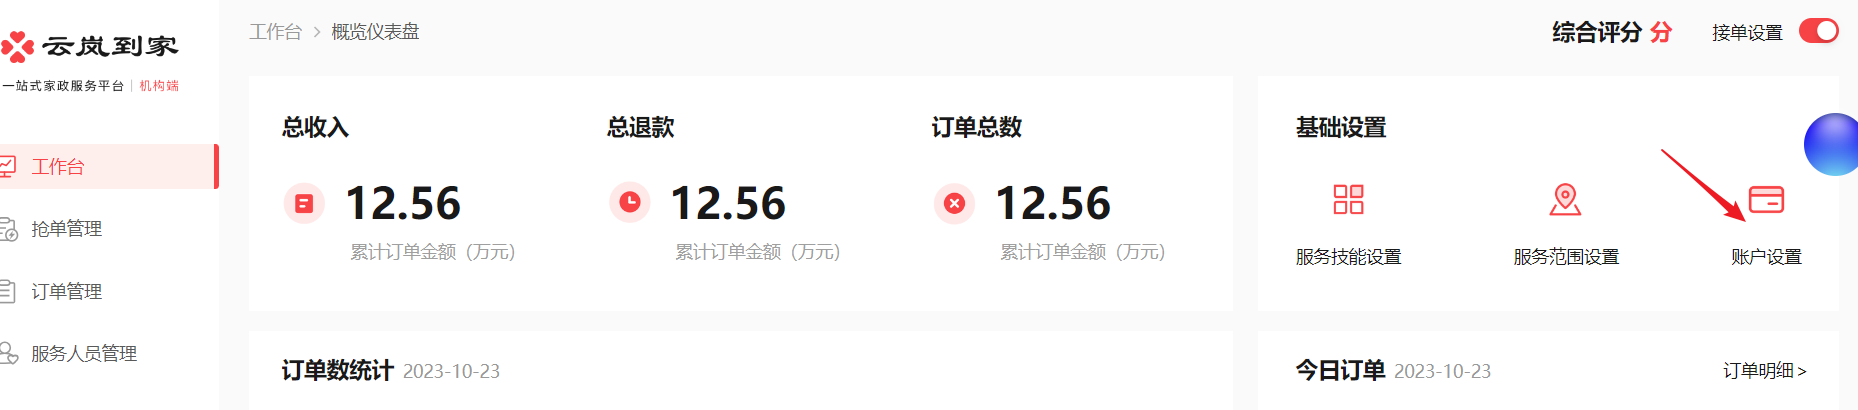 云岚到家
一站式家政服务平台 | 机构端
工作台
抢单管理
订单管理
服务人员管理
工作台 > 概览仪表盘
综合评分 分
接单设置
总收入
12.56
累计订单金额（万元）
总退款
12.56
累计订单金额（万元）
订单总数
12.56
累计订单金额（万元）
基础设置
服务技能设置
服务范围设置
账户设置
订单数统计 2023-10-23
今日订单 2023-10-23
订单明细 >